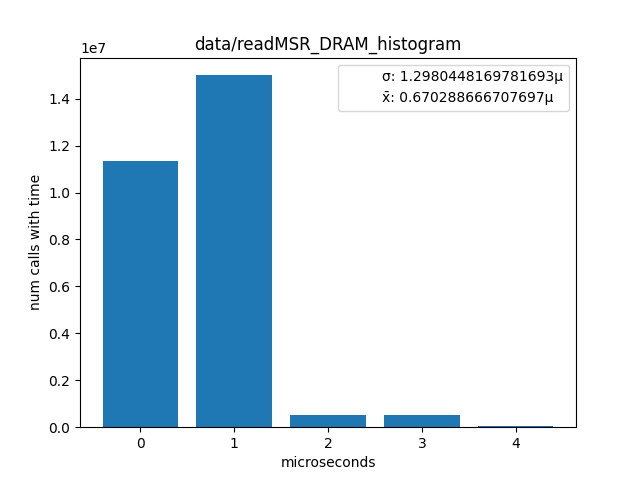 data/readMSR_DRAM_histogram
1e7
σ: 1.2980448169781693μ
x̄: 0.670288666707697μ
1.4
1.2
1.0
0.8
0.6
0.4
0.2
0.0
num calls with time
0 1 2 3 4
microseconds